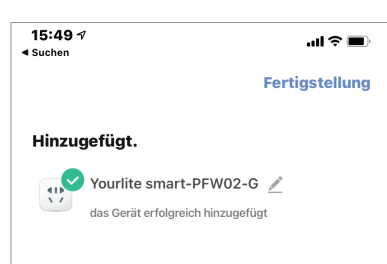 15:49
◀ Suchen
Fertigstellung
Hinzugefügt.
Yourlite smart-PFW02-G
das Gerät erfolgreich hinzugefügt